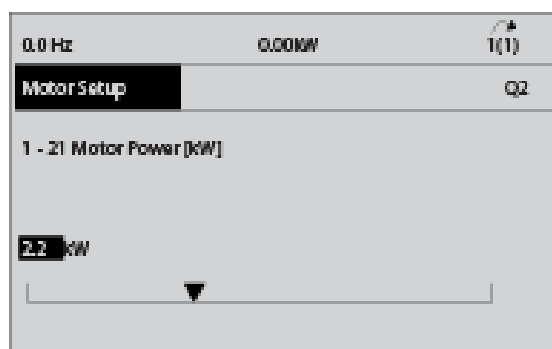 0.0 Hz 0.00kW 1(1)
Motor Setup Q2
1 - 21 Motor Power [kW]
2.2 kW